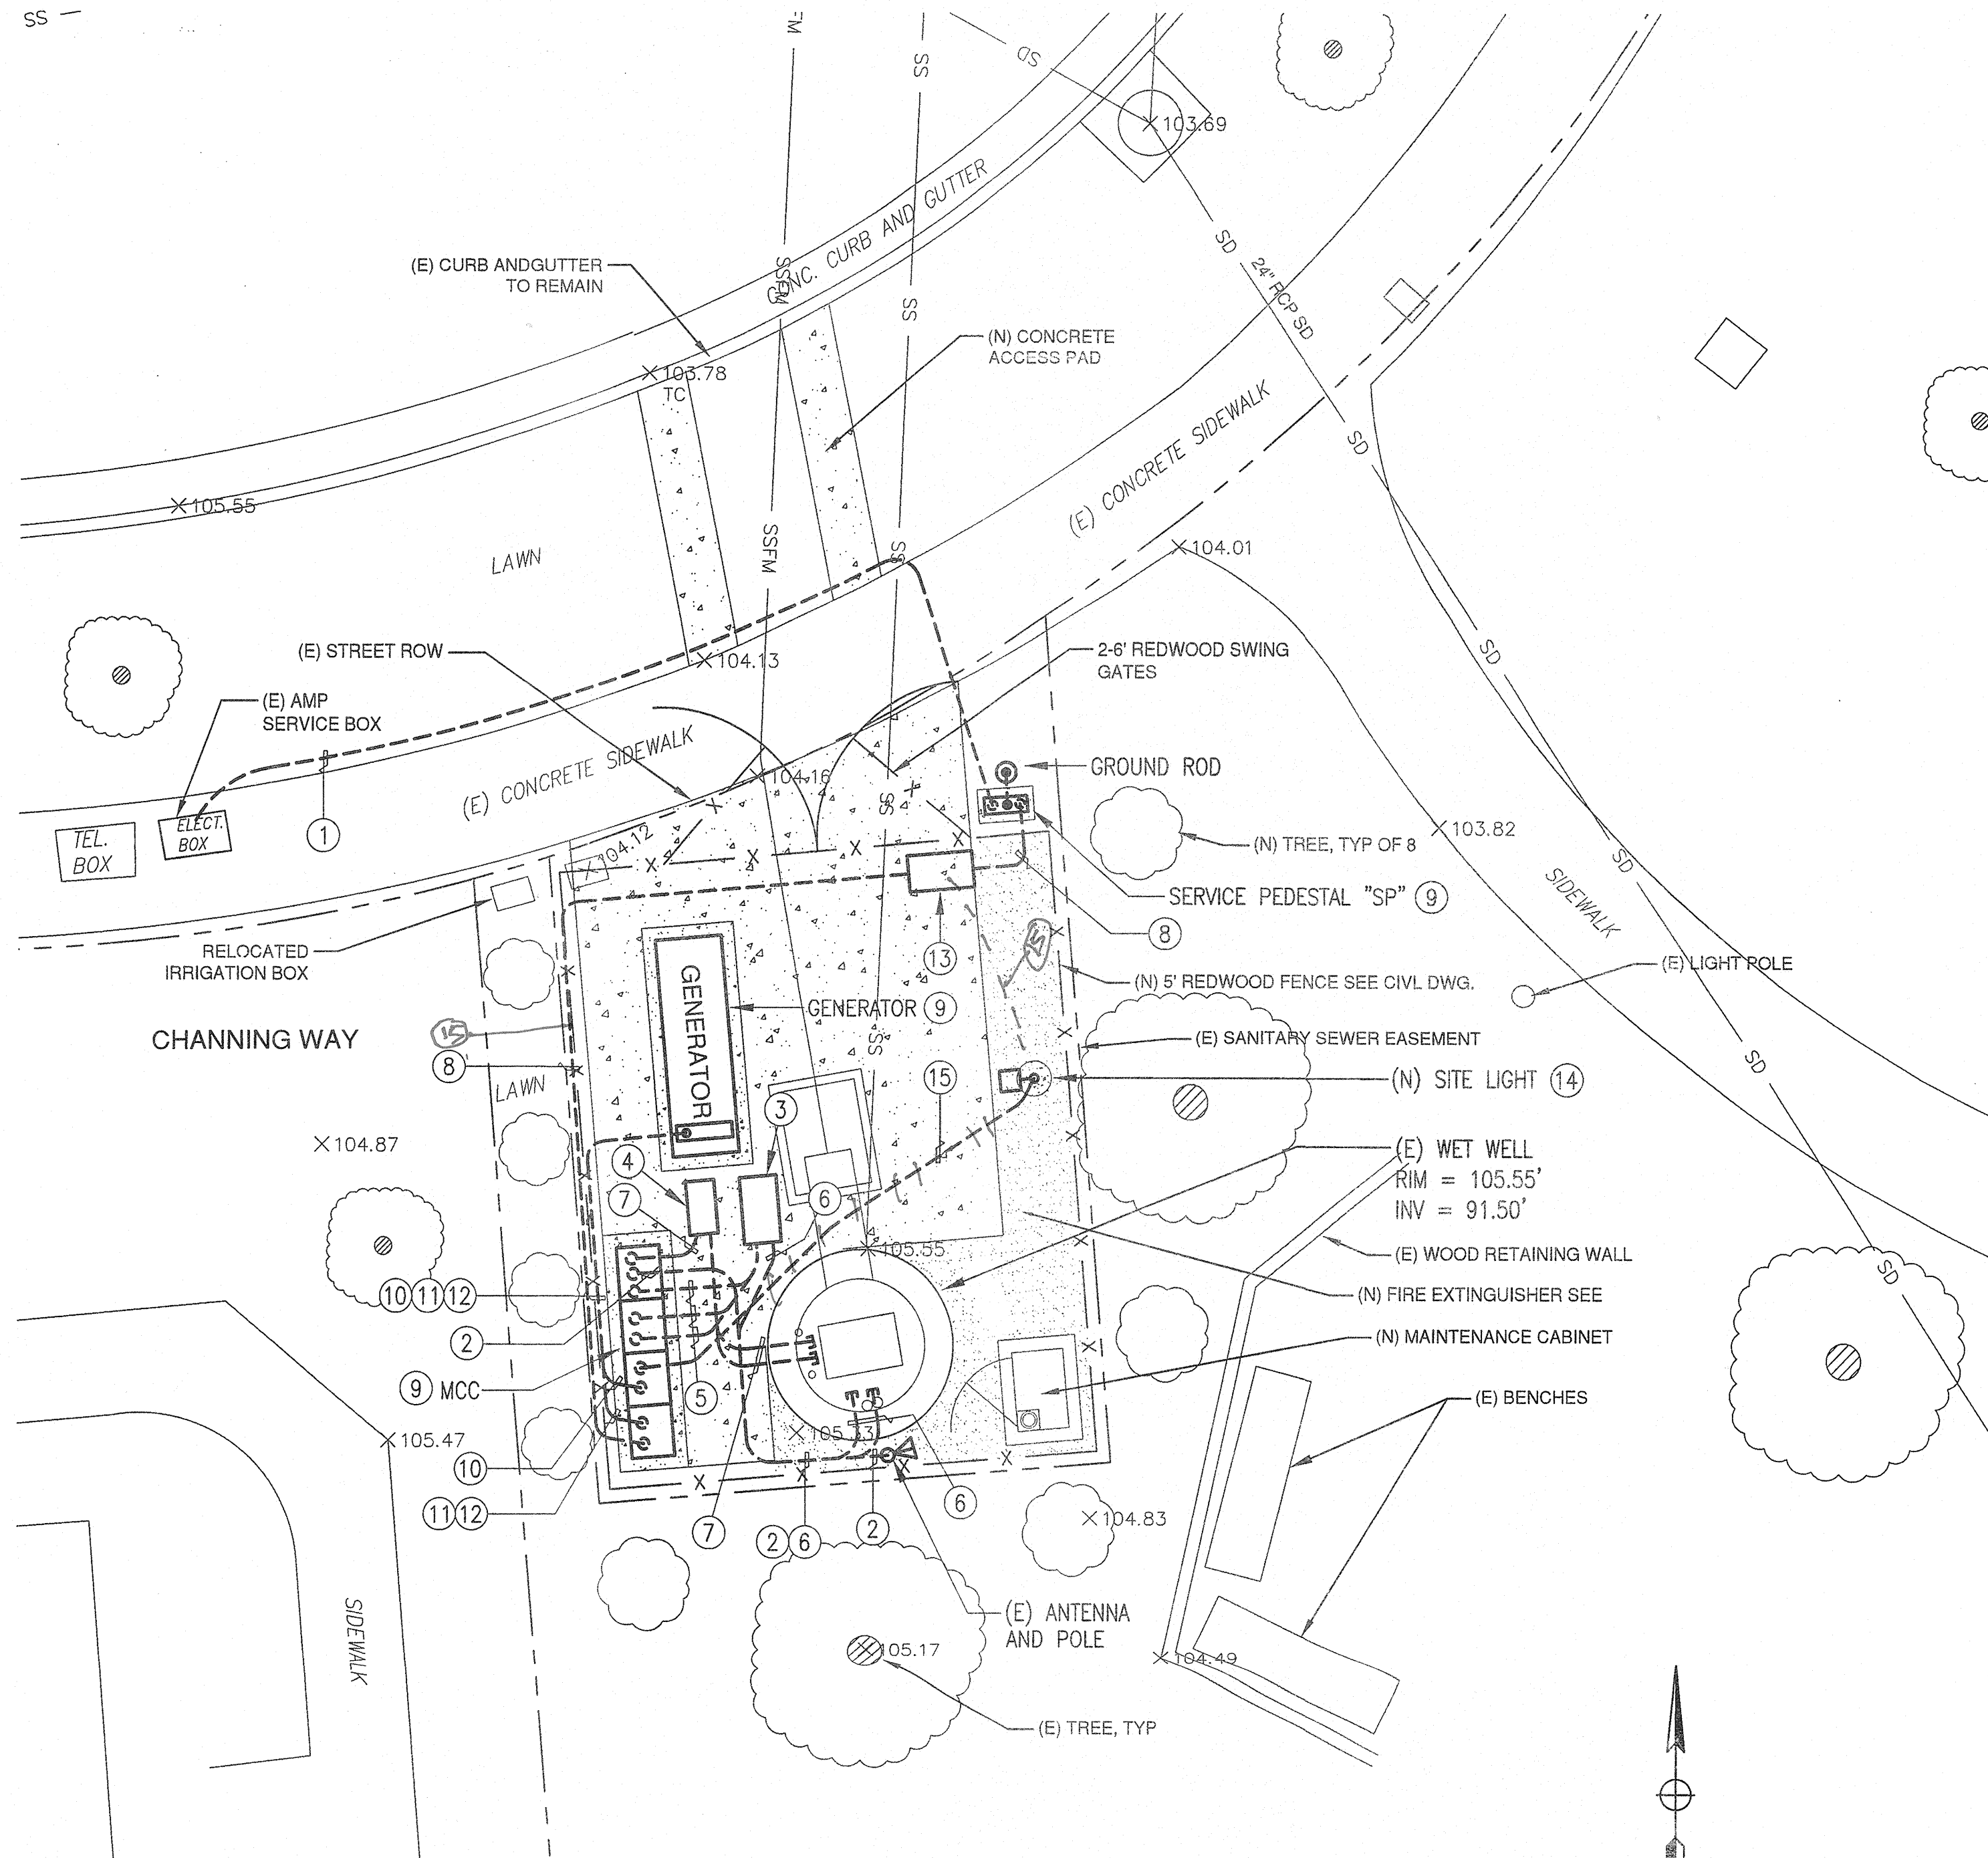 SS
FM
SS
SD
103.69
CONC. CURB AND GUTTER
SD
(E) CURB ANDGUTTER
TO REMAIN
SSFM
SS
24" RCP SD
(N) CONCRETE
ACCESS PAD
103.78
TC
(E) CONCRETE SIDEWALK
SD
105.55
LAWN
SSFM
SS
104.01
(E) STREET ROW
104.13
2-6' REDWOOD SWING
GATES
SD
(E) AMP
SERVICE BOX
(E) CONCRETE SIDEWALK
104.16
GROUND ROD
SS
TEL.
BOX
ELECT.
BOX
1
104.12
X
X
X
X
X
X
(N) TREE, TYP OF 8
103.82
SD
SERVICE PEDESTAL "SP" 9
SIDEWALK
8
RELOCATED
IRRIGATION BOX
13
15
X
X
(E) LIGHT POLE
(N) 5' REDWOOD FENCE SEE CIVL DWG.
GENERATOR
GENERATOR 9
CHANNING WAY
15
8
X
SS
X
(E) SANITARY SEWER EASEMENT
SD
LAWN
15
(N) SITE LIGHT 14
3
104.87
X
(E) WET WELL
RIM = 105.55'
INV = 91.50'
4
7
6
105.55
X
(E) WOOD RETAINING WALL
SD
10 11 12
X
(N) FIRE EXTINGUISHER SEE
2
X
(N) MAINTENANCE CABINET
9 MCC
X
5
(E) BENCHES
105.47
105.33
10
X
X
X
X
11 12
7
2 6
2
6
104.83
SIDEWALK
(E) ANTENNA
AND POLE
105.17
104.49
(E) TREE, TYP